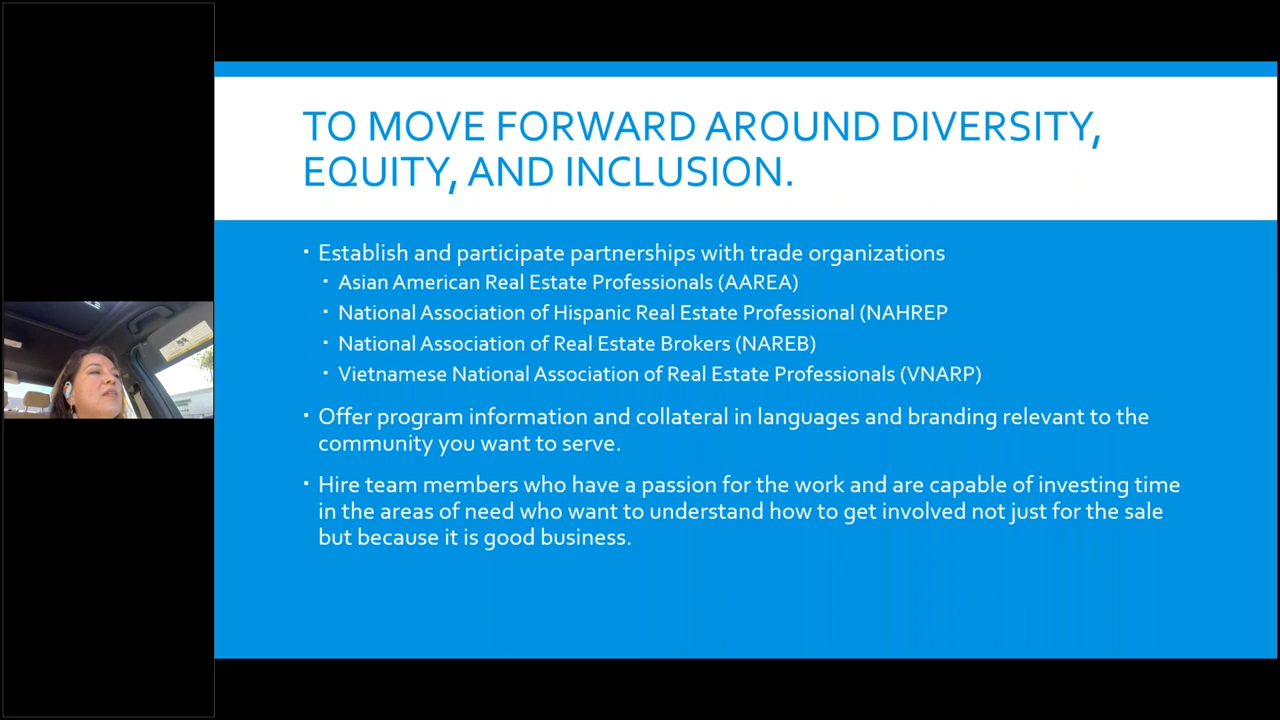 TO MOVE FORWARD AROUND DIVERSITY,
EQUITY, AND INCLUSION.
▪ Establish and participate partnerships with trade organizations
▪ Asian American Real Estate Professionals (AAREA)
▪ National Association of Hispanic Real Estate Professional (NAHREP
▪ National Association of Real Estate Brokers (NAREB)
▪ Vietnamese National Association of Real Estate Professionals (VNARP)
▪ Offer program information and collateral in languages and branding relevant to the
community you want to serve.
▪ Hire team members who have a passion for the work and are capable of investing time
in the areas of need who want to understand how to get involved not just for the sale
but because it is good business.